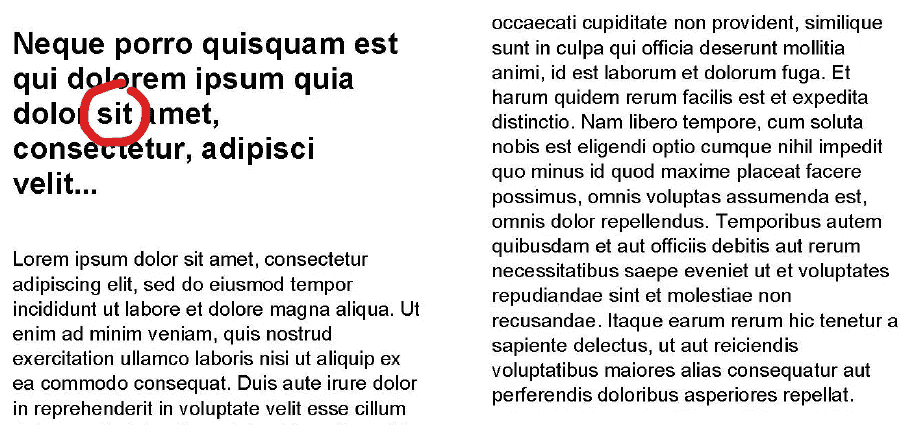 Neque porro quisquam est
qui dolorem ipsum quia
dolor sit amet,
consectetur, adipisci
velit...
Lorem ipsum dolor sit amet, consectetur
adipiscing elit, sed do eiusmod tempor
incididunt ut labore et dolore magna aliqua. Ut
enim ad minim veniam, quis nostrud
exercitation ullamco laboris nisi ut aliquip ex
ea commodo consequat. Duis aute irure dolor
in reprehenderit in voluptate velit esse cillum
occaecati cupiditate non provident, similique
sunt in culpa qui officia deserunt mollitia
animi, id est laborum et dolorum fuga. Et
harum quidem rerum facilis est et expedita
distinctio. Nam libero tempore, cum soluta
nobis est eligendi optio cumque nihil impedit
quo minus id quod maxime placeat facere
possimus, omnis voluptas assumenda est,
omnis dolor repellendus. Temporibus autem
quibusdam et aut officiis debitis aut rerum
necessitatibus saepe eveniet ut et voluptates
repudiandae sint et molestiae non
recusandae. Itaque earum rerum hic tenetur a
sapiente delectus, ut aut reiciendis
voluptatibus maiores alias consequatur aut
perferendis doloribus asperiores repellat.